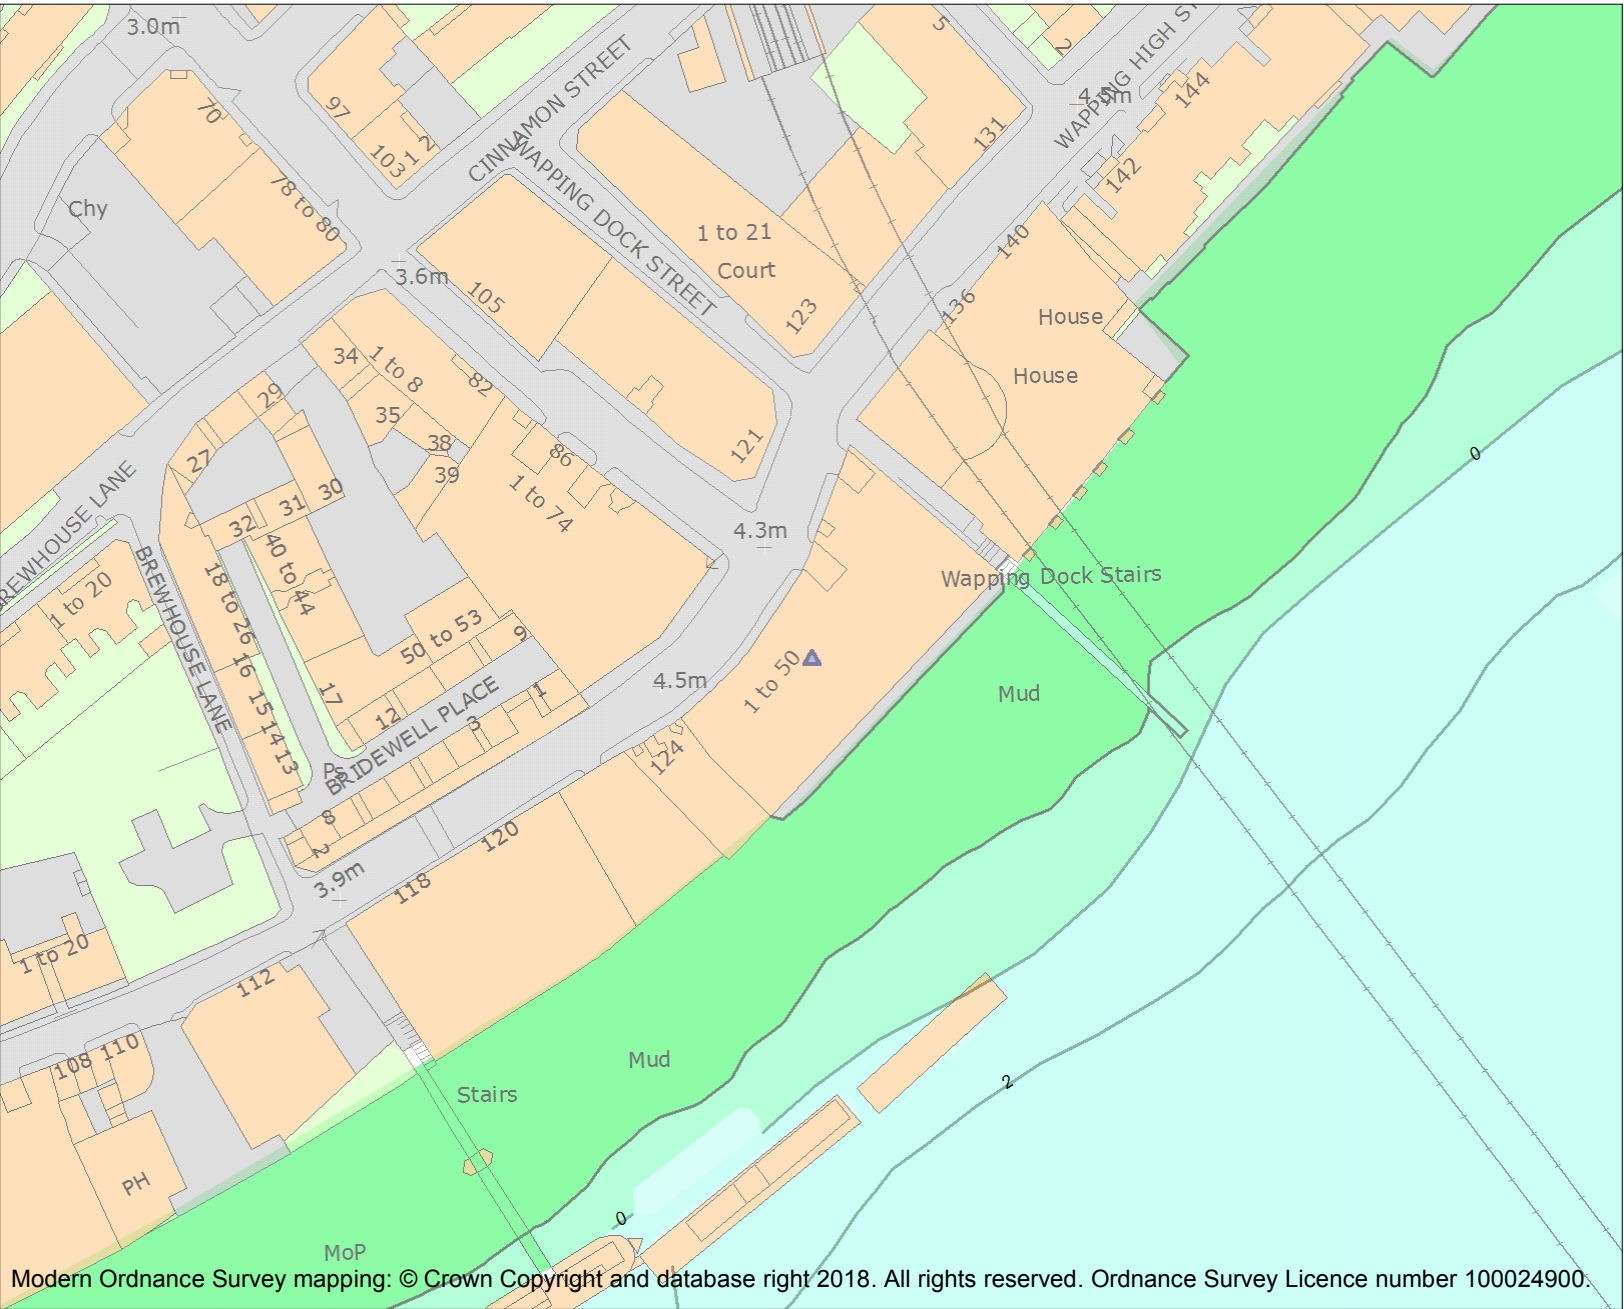 3.0m
5
2
WAPPING HIGH ST
4.5m
144
70
97
CINNAMON STREET
131
1 2
103
142
78 to 80
WAPPING DOCK STREET
Chy
1 to 21
Court
140
3.6m
105
123
136
House
34
1 to 8
82
House
29
35
38
39
121
86
27
30
31
32
1 to 74
0
BREWHOUSE LANE
4.3m
40 to 44
Wapping Dock Stairs
1 to 20
BREWHOUSE LANE
18 to 26
50 to 53
9
16
17
15
14
13
12
1
3
BRIDEWELL PLACE
4.5m
1 to 50
Mud
124
Ps
8
2
120
3.9m
118
1 to 20
112
108
110
Mud
Stairs
2
PH
0
MoP
Modern Ordnance Survey mapping: © Crown Copyright and database right 2018. All rights reserved. Ordnance Survey Licence number 100024900.